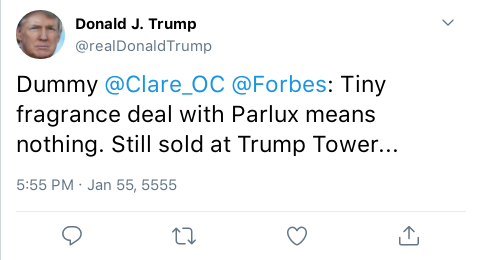 Donald J. Trump
@realDonaldTrump
Dummy @Clare_OC @Forbes: Tiny
fragrance deal with Parlux means
nothing. Still sold at Trump Tower...
5:55 PM · Jan 55, 5555